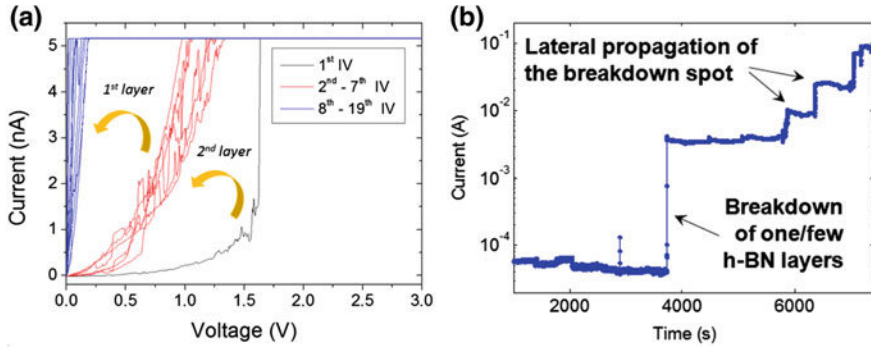 (a)
5
4
3
2
1
0
Current (nA)
1st layer
2nd layer
1st IV
2nd - 7th IV
8th - 19th IV
0.0 0.5 1.0 1.5 2.0 2.5 3.0
Voltage (V)
(b)
10-1
10-2
10-3
10-4
Current (A)
Lateral propagation of
the breakdown spot
Breakdown
of one/few
h-BN layers
2000 4000 6000
Time (s)